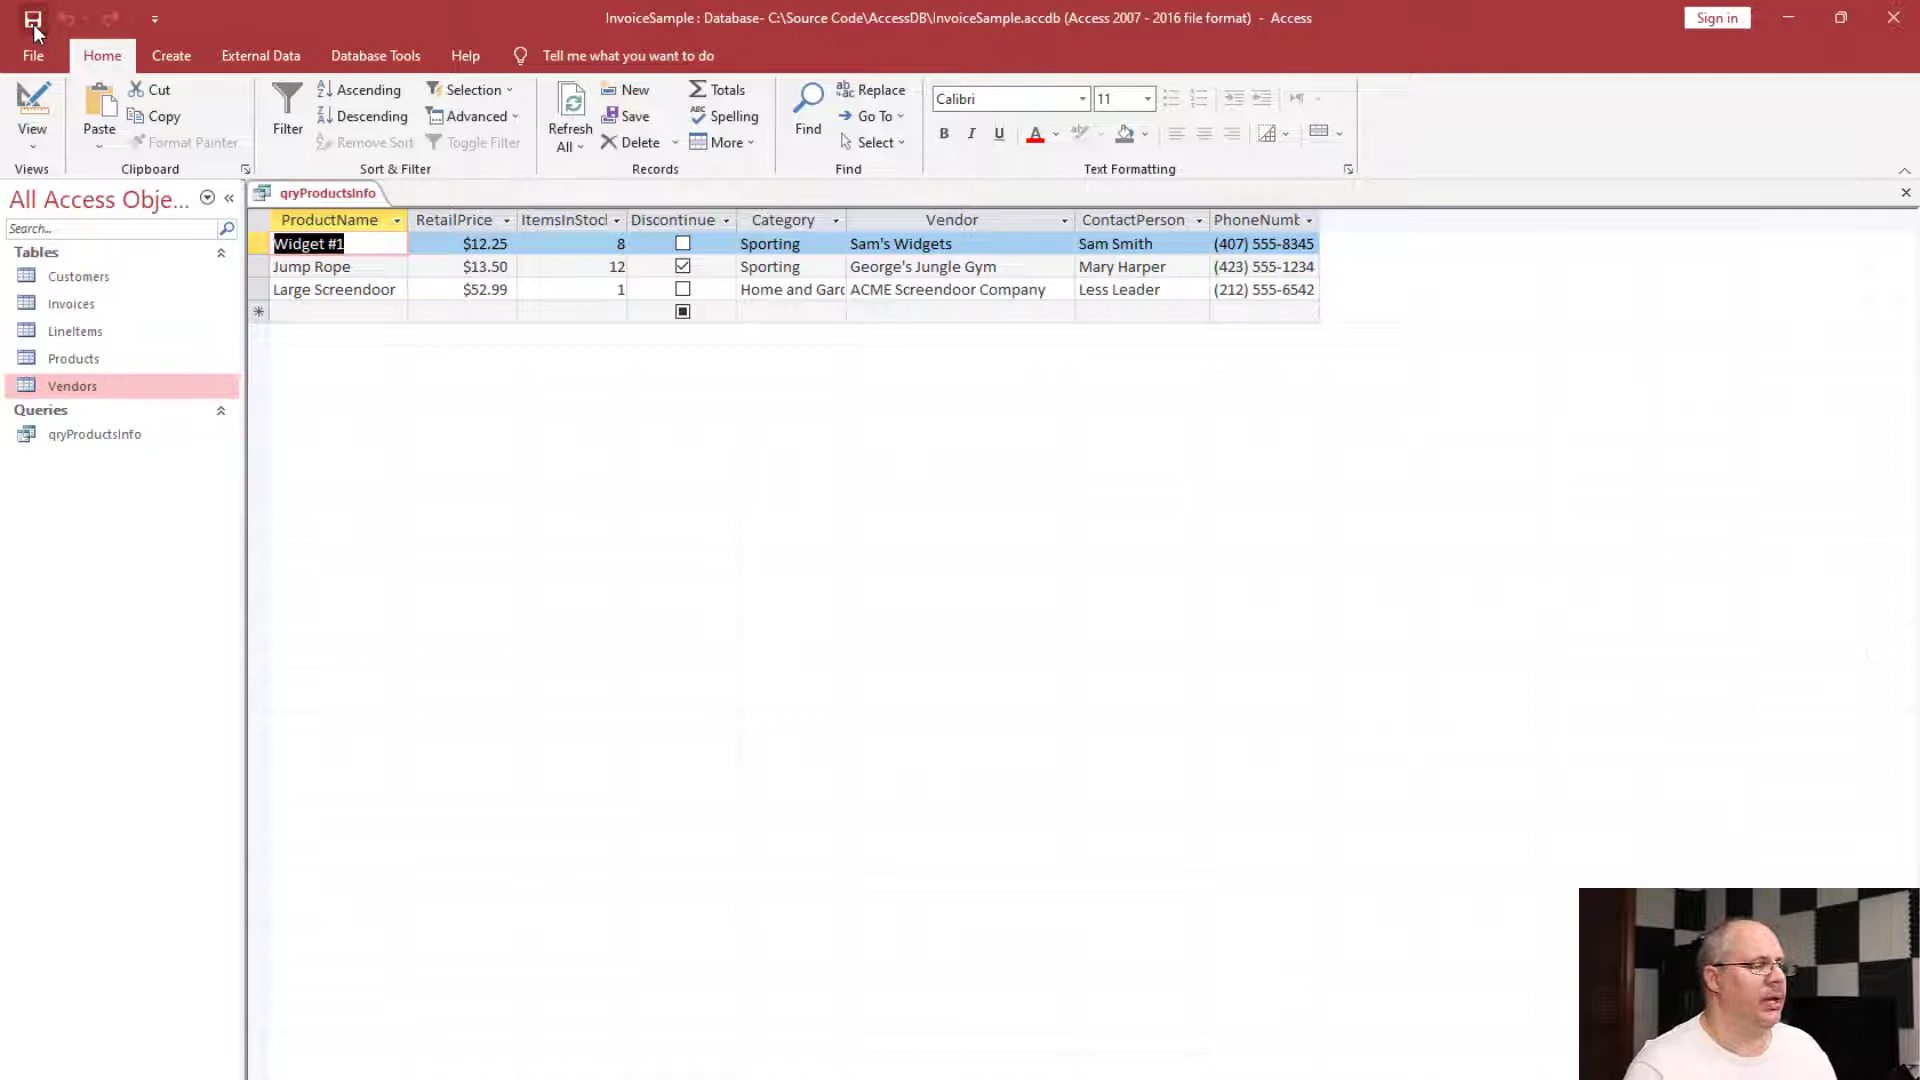 InvoiceSample : Database- C:\Source Code\AccessDB\InvoiceSample.accdb (Access 2007 - 2016 file format) - Access
Sign in
File Home Create External Data Database Tools Help Tell me what you want to do
View
Views
Paste
Cut
Copy
Format Painter
Clipboard
Filter
Ascending
Descending
Remove Sort
Selection
Advanced
Toggle Filter
Sort & Filter
Refresh
All
New
Save
Delete
Totals
Spelling
More
Records
Find
Replace
Go To
Select
Find
Calibri
11
B I U A
Text Formatting
All Access Obje...
Search...
Tables
Customers
Invoices
LineItems
Products
Vendors
Queries
qryProductsInfo
qryProductsInfo
ProductName RetailPrice ItemsInStocl Discontinue Category Vendor ContactPerson PhoneNumb
Widget #1 $12.25 8 Sporting Sam's Widgets Sam Smith (407) 555-8345
Jump Rope $13.50 12 Sporting George's Jungle Gym Mary Harper (423) 555-1234
Large Screendoor $52.99 1 Home and Gard ACME Screendoor Company Less Leader (212) 555-6542